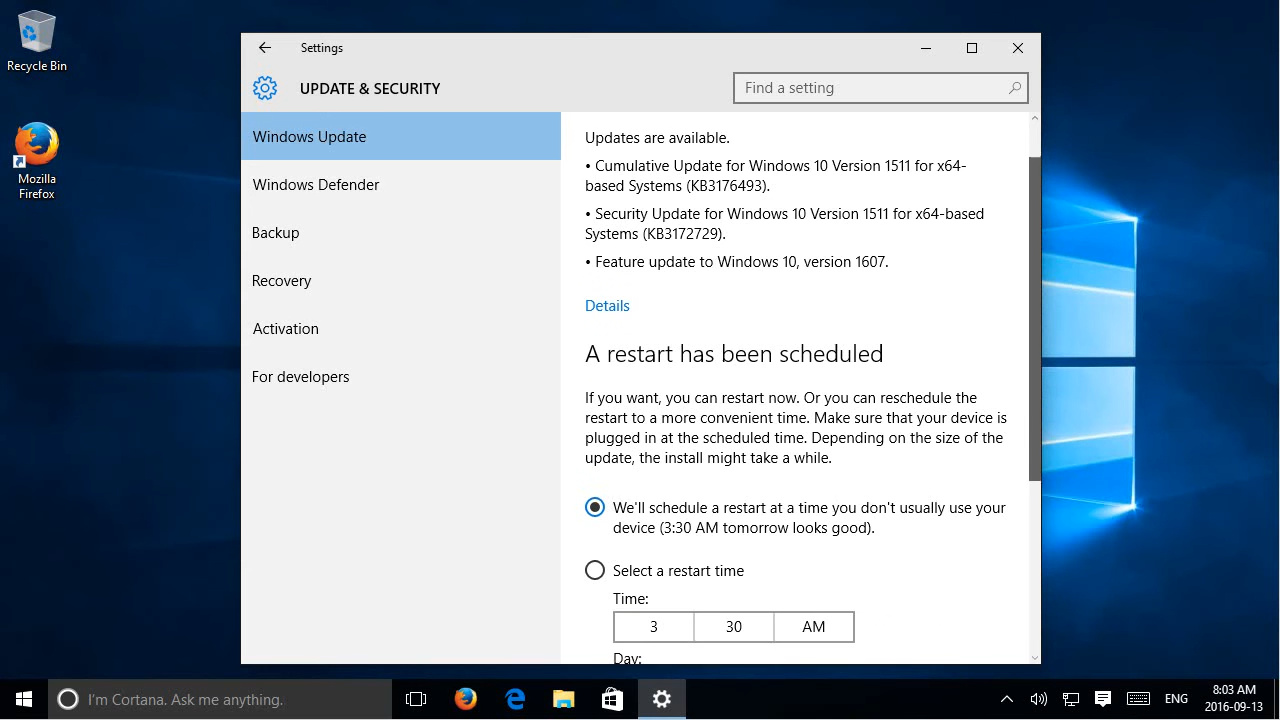 Recycle Bin
Mozilla
Firefox
Settings
UPDATE & SECURITY
Find a setting
Windows Update
Windows Defender
Backup
Recovery
Activation
For developers
Updates are available.
• Cumulative Update for Windows 10 Version 1511 for x64-
based Systems (KB3176493).
• Security Update for Windows 10 Version 1511 for x64-based
Systems (KB3172729).
• Feature update to Windows 10, version 1607.
Details
A restart has been scheduled
If you want, you can restart now. Or you can reschedule the
restart to a more convenient time. Make sure that your device is
plugged in at the scheduled time. Depending on the size of the
update, the install might take a while.
We'll schedule a restart at a time you don't usually use your
device (3:30 AM tomorrow looks good).
Select a restart time
Time:
3 30 AM
Day:
I'm Cortana. Ask me anything.
ENG
8:03 AM
2016-09-13